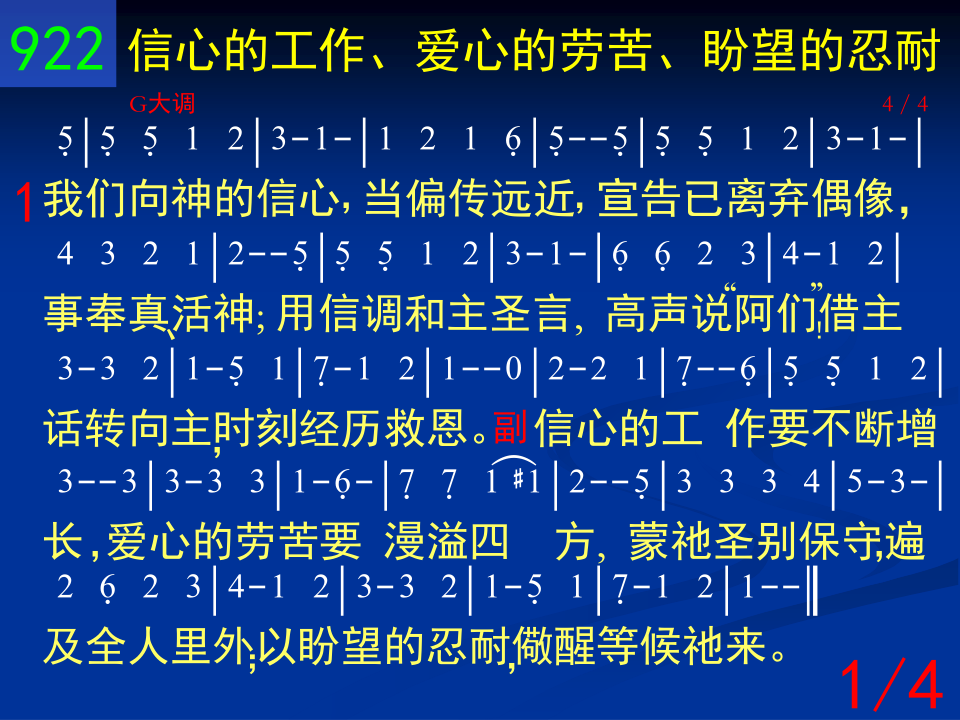 922 信心的工作、爱心的劳苦、盼望的忍耐
G大调 4/4
5̣|5̣ 5̣ 1 2|3-1-|1 2 1 6̣|5̣--5̣|5̣ 5̣ 1 2|3-1-|
1 我们向神的信心,当偏传远近,宣告已离弃偶像,
4 3 2 1|2--5̣|5̣ 5̣ 1 2|3-1-|6̣ 6̣ 2 3|4-1 2|
事奉真、活神;用信调和主圣言,高声说“阿们”!借主
3-3 2|1-5̣ 1|7̣-1 2|1--0|2-2 1|7̣--6̣|5̣ 5̣ 1 2|
话转向主,时刻经历救恩。副 信心的工 作要不断增
3--3|3-3 3|1-6̣-|7̣ 7̣ 1 #1|2--5̣|3 3 3 4|5-3-|
长,爱心的劳苦要 漫溢四 方,蒙祂圣别保守,遍
2 6̣ 2 3|4-1 2|3-3 2|1-5̣ 1|7̣-1 2|1--‖
及全人里外;以盼望的忍耐,儆醒等候祂来。
1/4